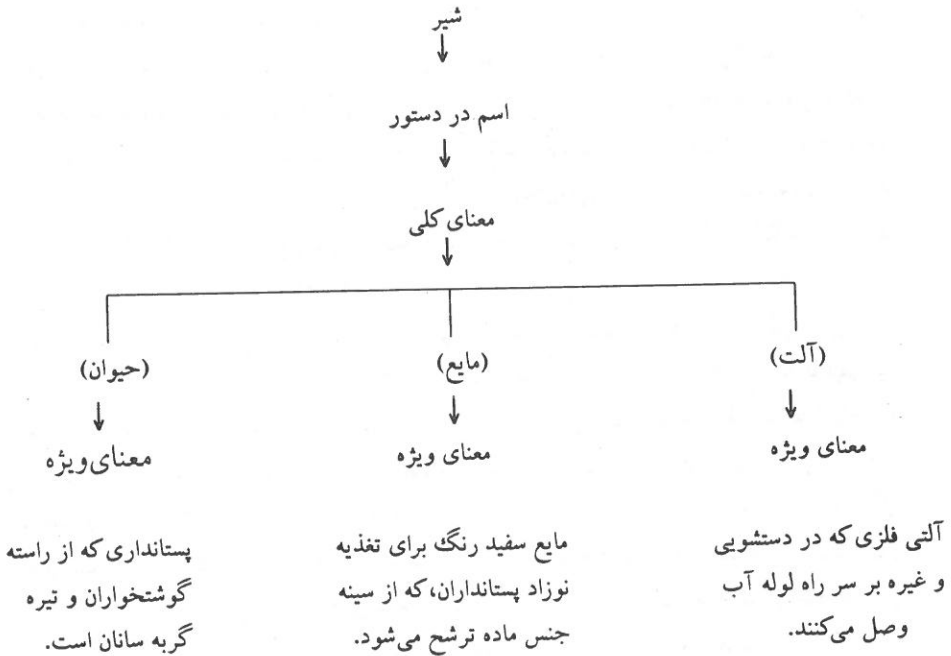 شیر
اسم در دستور
معنای کلی
(آلت)
(مایع)
(حیوان)
معنای ویژه
معنای ویژه
معنای ویژه
آلتی فلزی که در دستشویی
و غیره بر سر راه لوله آب
وصل می‌کنند.
مایع سفید رنگ برای تغذیه
نوزاد پستانداران،که از سینه
جنس ماده ترشح می‌شود.
پستانداری که از راسته
گوشتخواران و تیره
گربه سانان است.